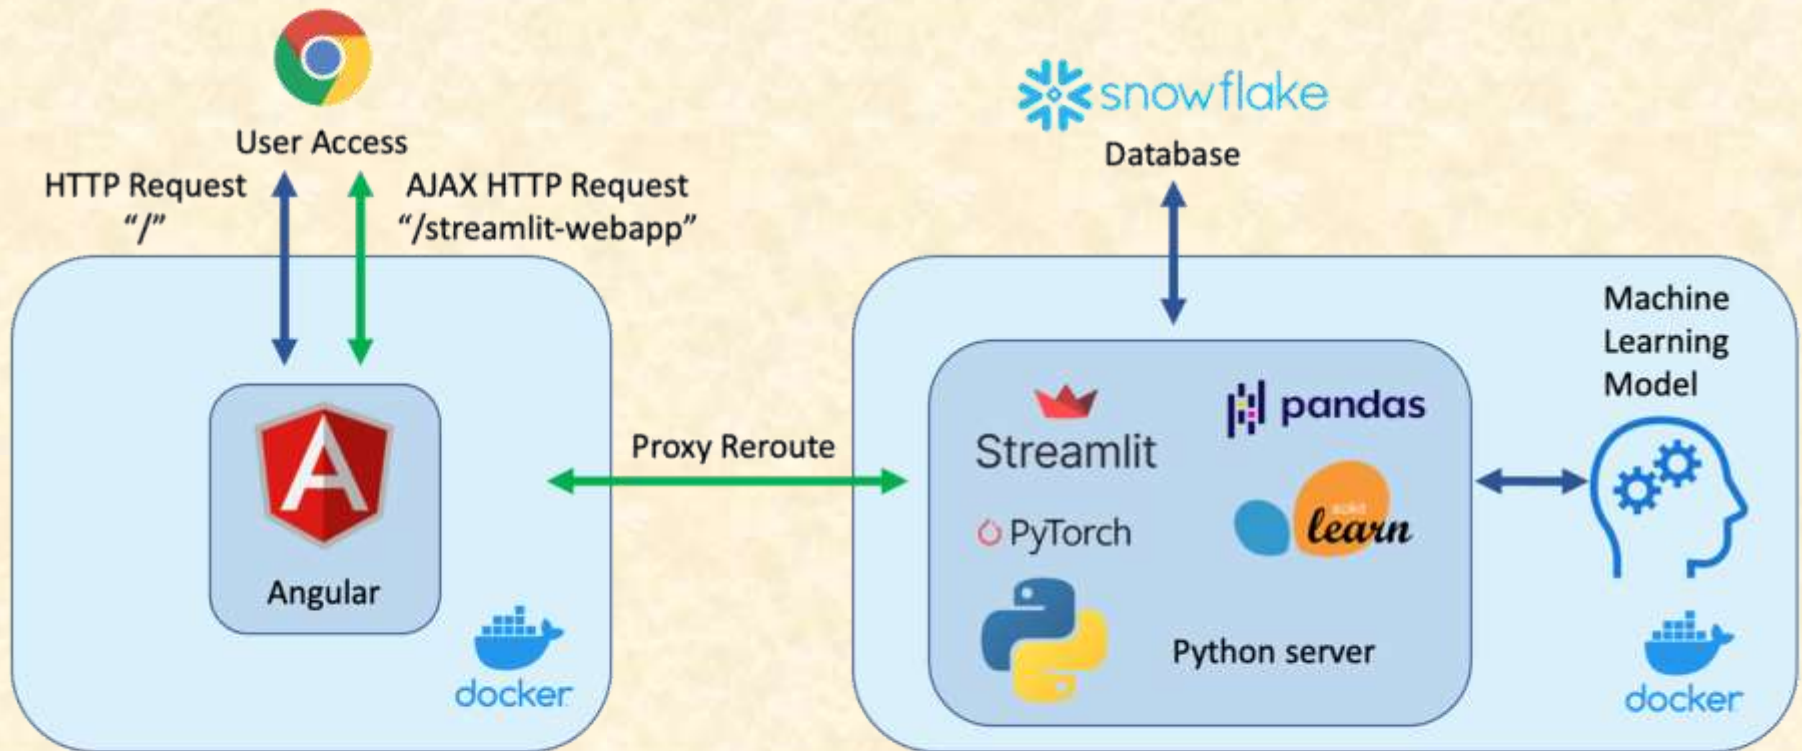 User Access
HTTP Request
“/”
AJAX HTTP Request
“/streamlit-webapp”
Angular
docker
Proxy Reroute
snowflake
Database
Streamlit
pandas
PyTorch
scikit
learn
Python server
Machine
Learning
Model
docker